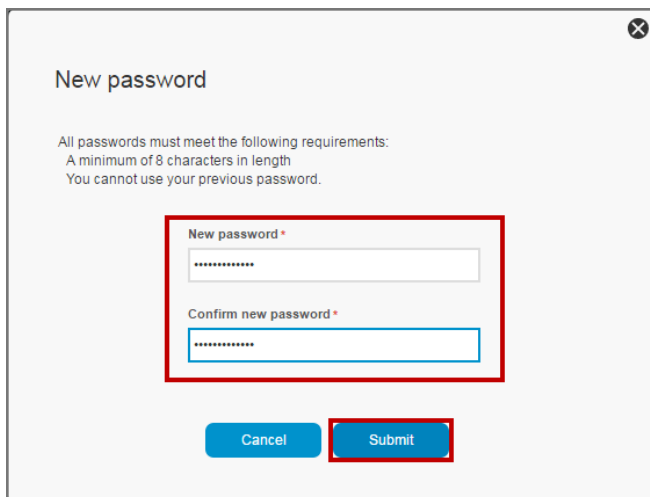 New password
All passwords must meet the following requirements:
A minimum of 8 characters in length
You cannot use your previous password.
New password *
•••••••••••••
Confirm new password *
•••••••••••••
Cancel Submit